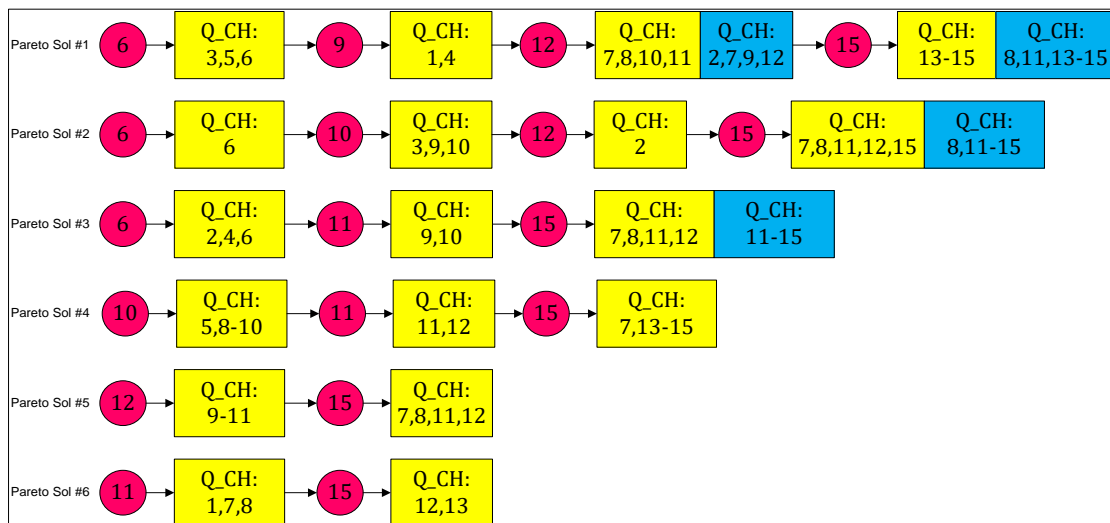 Pareto Sol #1
6
Q_CH:
3,5,6
9
Q_CH:
1,4
12
Q_CH:
7,8,10,11
Q_CH:
2,7,9,12
15
Q_CH:
13-15
Q_CH:
8,11,13-15
Pareto Sol #2
6
Q_CH:
6
10
Q_CH:
3,9,10
12
Q_CH:
2
15
Q_CH:
7,8,11,12,15
Q_CH:
8,11-15
Pareto Sol #3
6
Q_CH:
2,4,6
11
Q_CH:
9,10
15
Q_CH:
7,8,11,12
Q_CH:
11-15
Pareto Sol #4
10
Q_CH:
5,8-10
11
Q_CH:
11,12
15
Q_CH:
7,13-15
Pareto Sol #5
12
Q_CH:
9-11
15
Q_CH:
7,8,11,12
Pareto Sol #6
11
Q_CH:
1,7,8
15
Q_CH:
12,13